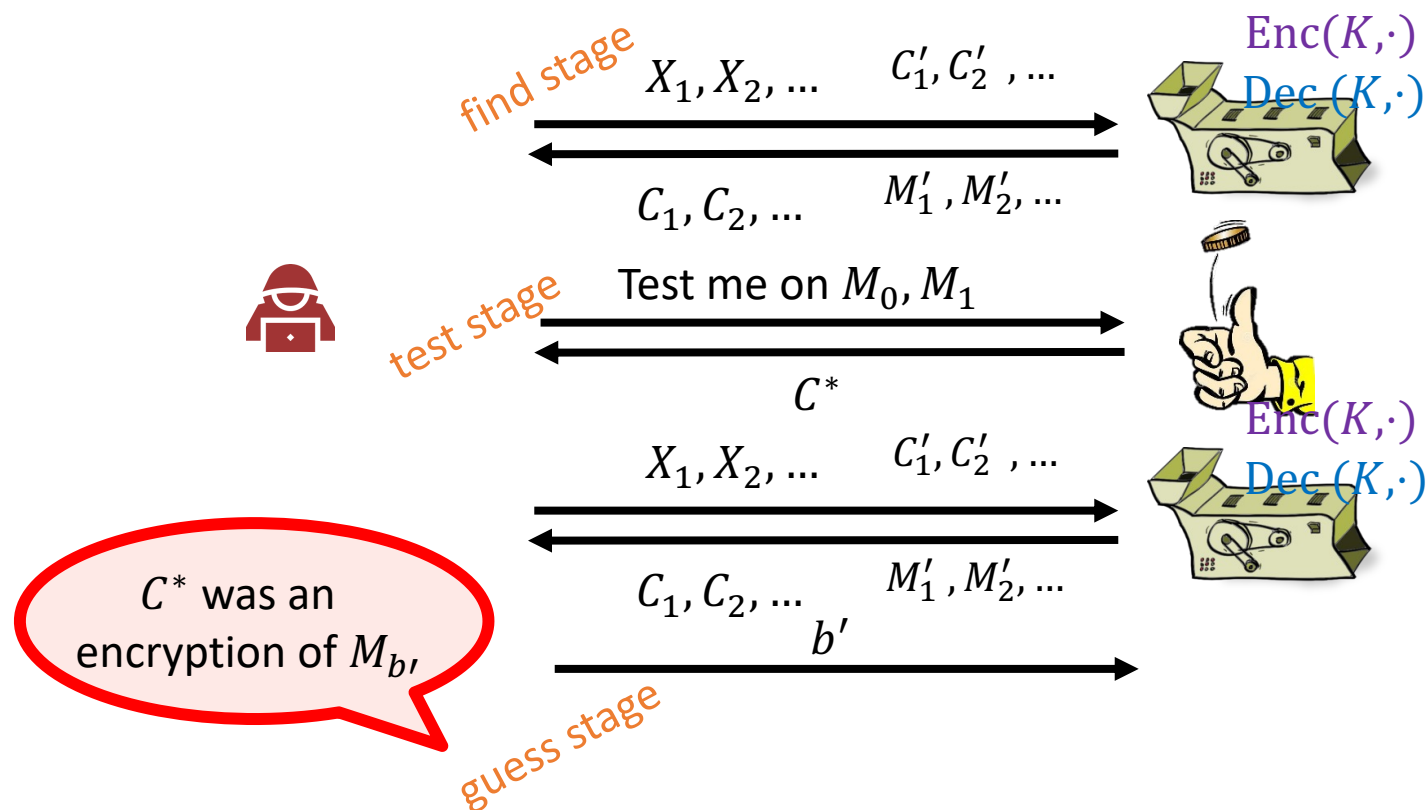 find stage
X₁, X₂, ... C′₁, C′₂ , ...
Enc(K,·)
Dec (K,·)
C₁, C₂, ... M′₁ , M′₂, ...
test stage
Test me on M₀, M₁
C*
Enc(K,·)
Dec (K,·)
X₁, X₂, ... C′₁, C′₂ , ...
C₁, C₂, ... M′₁ , M′₂, ...
C* was an
encryption of M_b′
b′
guess stage